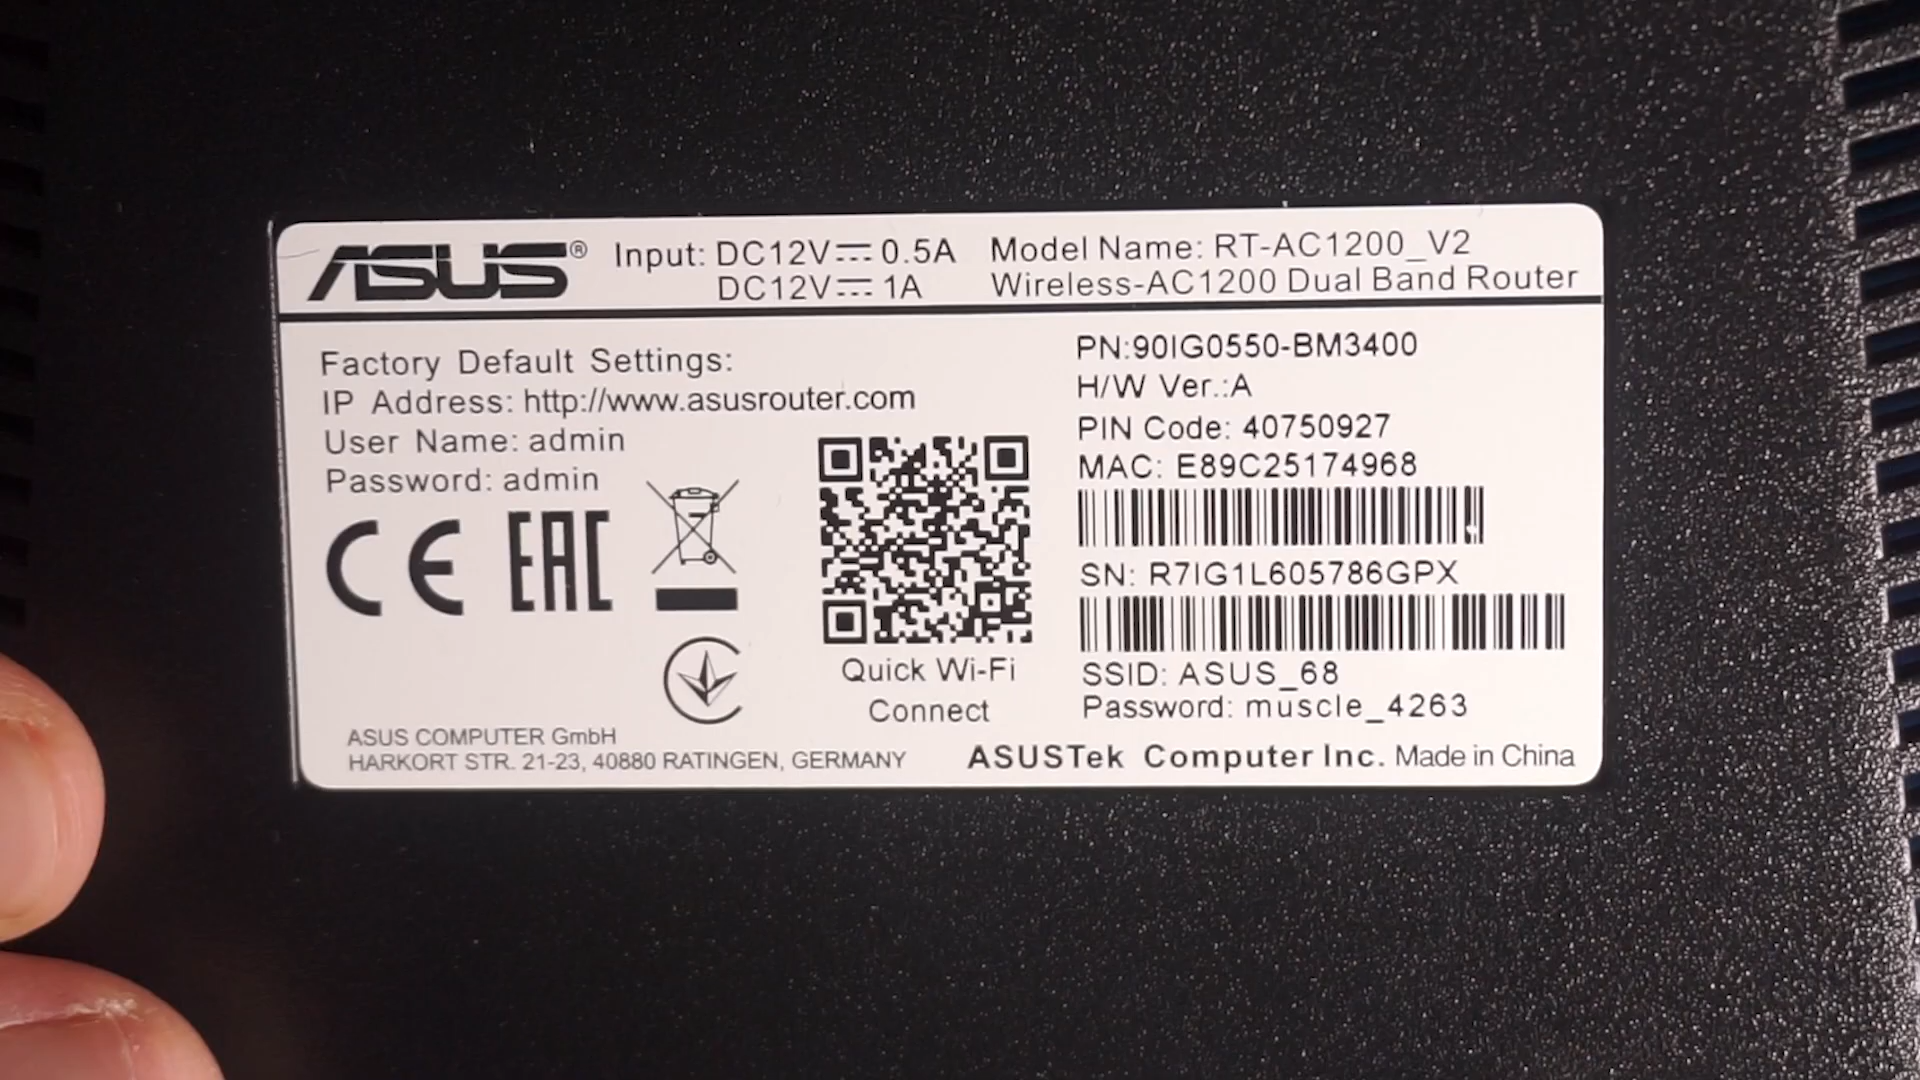 ASUS® Input: DC12V⎓0.5A
DC12V⎓1A
Model Name: RT-AC1200_V2
Wireless-AC1200 Dual Band Router
Factory Default Settings:
IP Address: http://www.asusrouter.com
User Name: admin
Password: admin
CE EAC
Quick Wi-Fi
Connect
PN:90IG0550-BM3400
H/W Ver.:A
PIN Code: 40750927
MAC: E89C25174968
SN: R7IG1L605786GPX
SSID: ASUS_68
Password: muscle_4263
ASUS COMPUTER GmbH
HARKORT STR. 21-23, 40880 RATINGEN, GERMANY
ASUSTek Computer Inc. Made in China